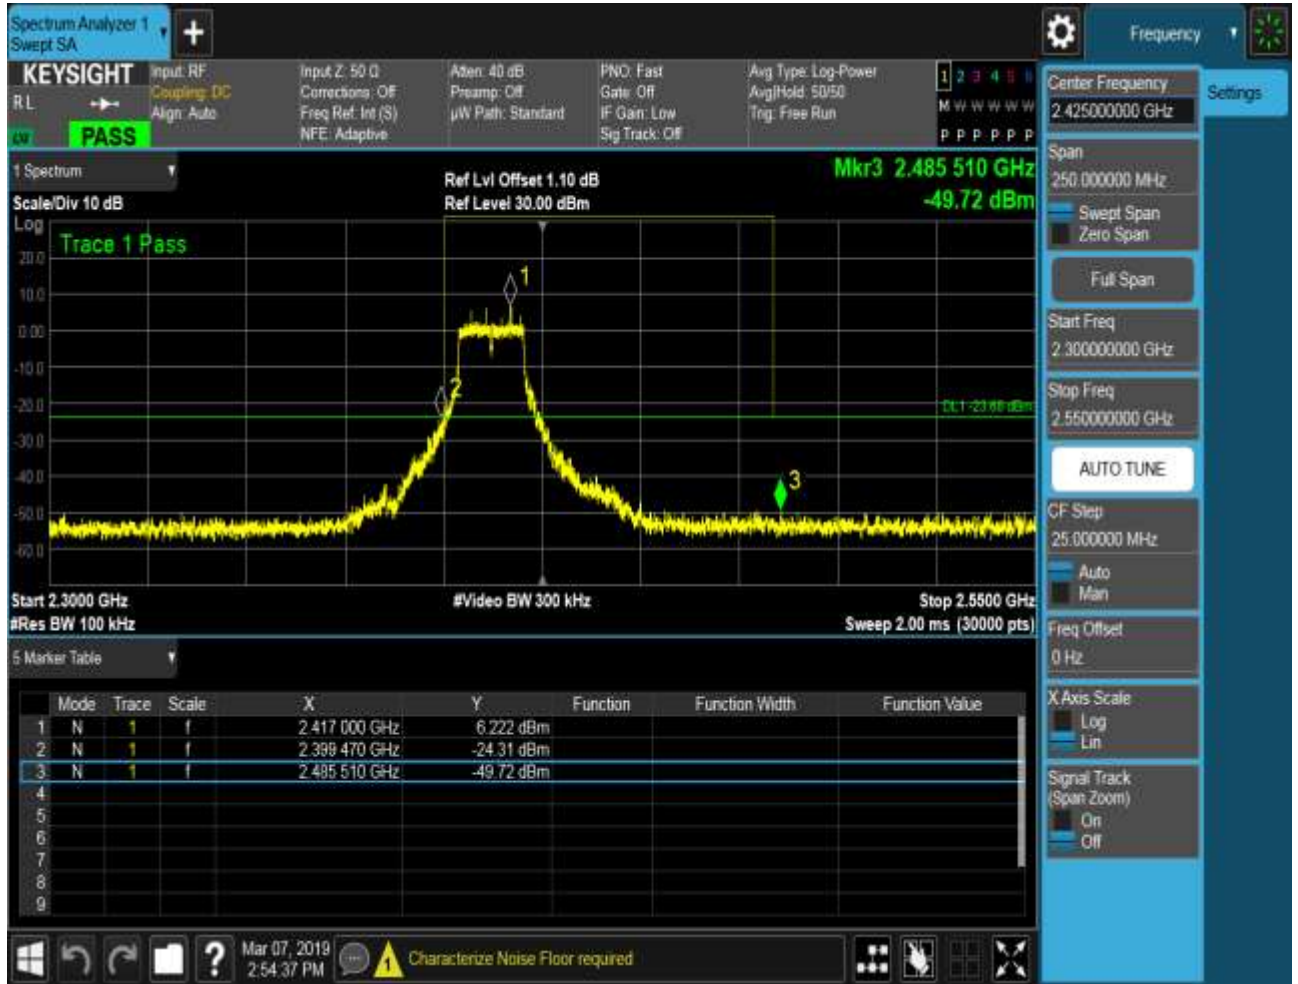 Spectrum Analyzer 1
Swept SA
+
Frequency
KEYSIGHT
RL
PASS
Input: RF
Coupling: DC
Align: Auto
Input Z: 50 Ω
Corrections: Off
Freq Ref: Int (S)
NFE: Adaptive
Atten: 40 dB
Preamp: Off
µW Path: Standard
PNO: Fast
Gate: Off
IF Gain: Low
Sig Track: Off
Avg Type: Log-Power
Avg|Hold: 50/50
Trig: Free Run
1 2 3 4 5 6
M W W W W W
P P P P P P
1 Spectrum
Scale/Div 10 dB
Ref Lvl Offset 1.10 dB
Ref Level 30.00 dBm
Mkr3 2.485 510 GHz
-49.72 dBm
Log
Trace 1 Pass
20.0
10.0
0.00
-10.0
-20.0
-30.0
-40.0
-50.0
-60.0
1
2
3
DL1 -23.68 dBm
Start 2.3000 GHz
#Res BW 100 kHz
#Video BW 300 kHz
Stop 2.5500 GHz
Sweep 2.00 ms (30000 pts)
5 Marker Table
Mode Trace Scale X Y Function Function Width Function Value
1 N 1 f 2.417 000 GHz 6.222 dBm
2 N 1 f 2.399 470 GHz -24.31 dBm
3 N 1 f 2.485 510 GHz -49.72 dBm
4
5
6
7
8
9
Center Frequency
2.425000000 GHz
Settings
Span
250.000000 MHz
Swept Span
Zero Span
Full Span
Start Freq
2.300000000 GHz
Stop Freq
2.550000000 GHz
AUTO TUNE
CF Step
25.000000 MHz
Auto
Man
Freq Offset
0 Hz
X Axis Scale
Log
Lin
Signal Track
(Span Zoom)
On
Off
?
Mar 07, 2019
2:54:37 PM
1
Characterize Noise Floor required